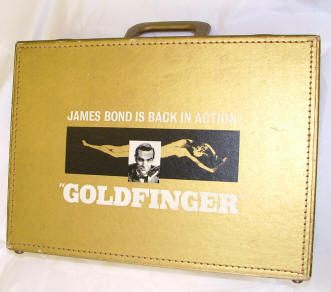 JAMES BOND IS BACK IN ACTION!
"GOLDFINGER"